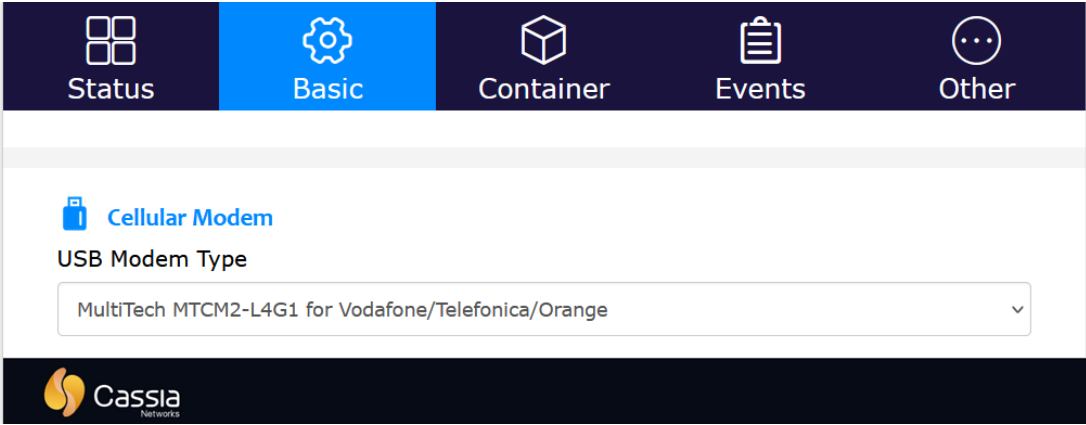 Status Basic Container Events Other
Cellular Modem
USB Modem Type
MultiTech MTCM2-L4G1 for Vodafone/Telefonica/Orange
Cassia
Networks